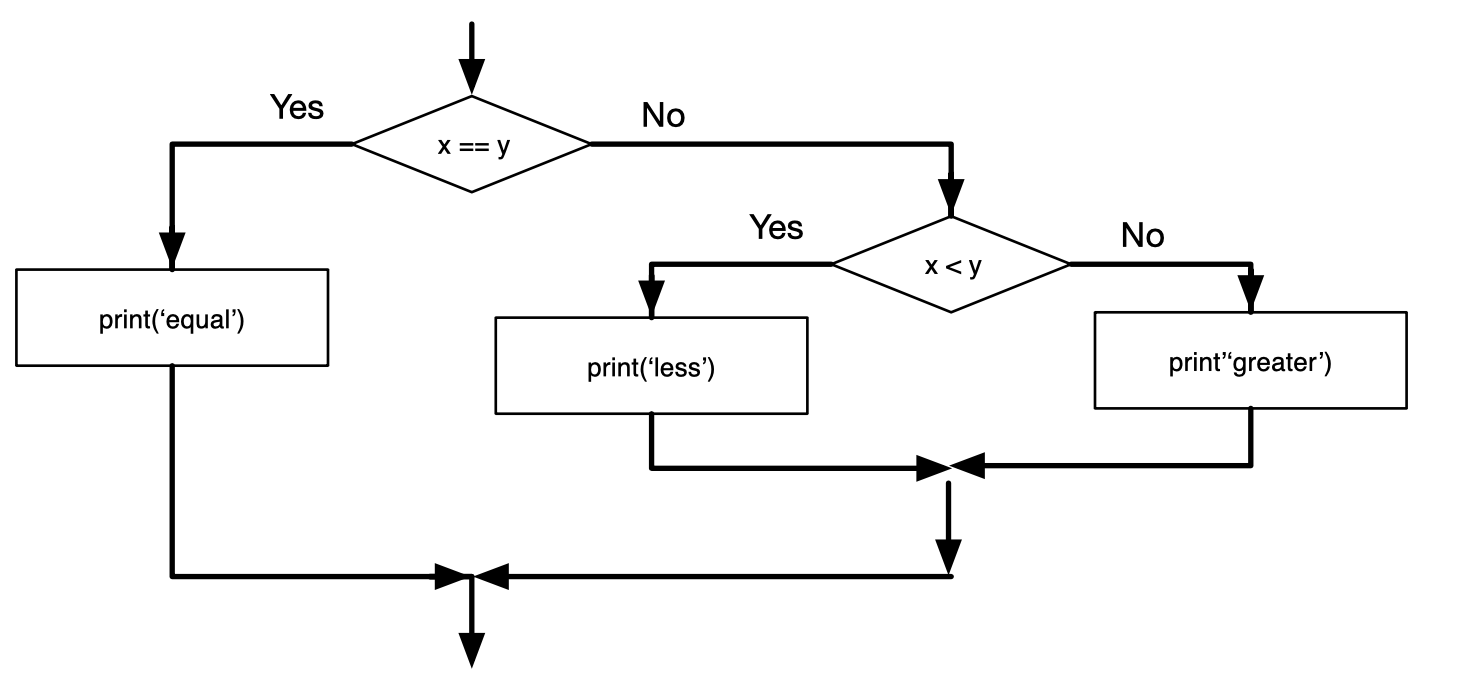 Yes
No
x == y
Yes
No
x < y
print(‘equal’)
print(‘less’)
print’‘greater’)